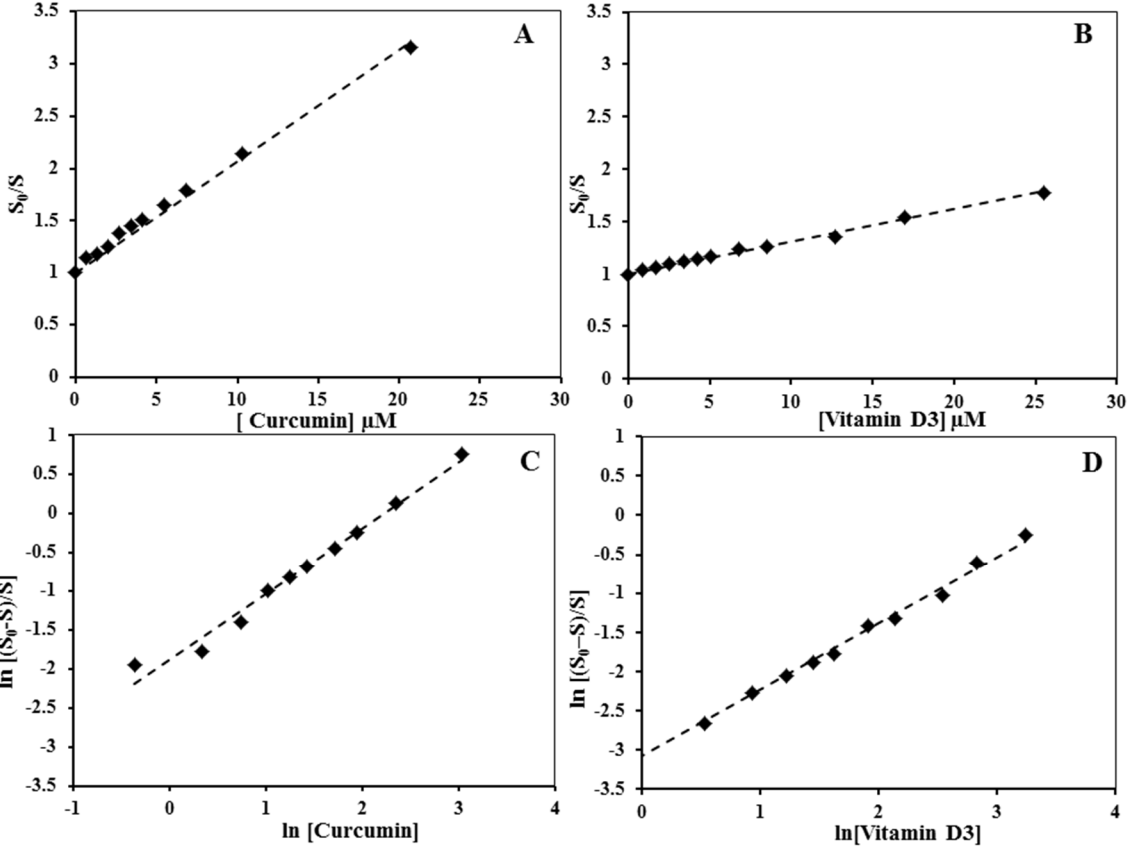 A
3.5
3
2.5
2
1.5
1
0.5
0
S0/S
0 5 10 15 20 25 30
[ Curcumin] μM
B
3.5
3
2.5
2
1.5
1
0.5
0
S0/S
0 5 10 15 20 25 30
[Vitamin D3] μM
C
1
0.5
0
-0.5
-1
-1.5
-2
-2.5
-3
-3.5
ln [(S0-S)/S]
-1 0 1 2 3 4
ln [Curcumin]
D
1
0.5
0
-0.5
-1
-1.5
-2
-2.5
-3
-3.5
ln [(S0–S)/S]
0 1 2 3 4
ln[Vitamin D3]